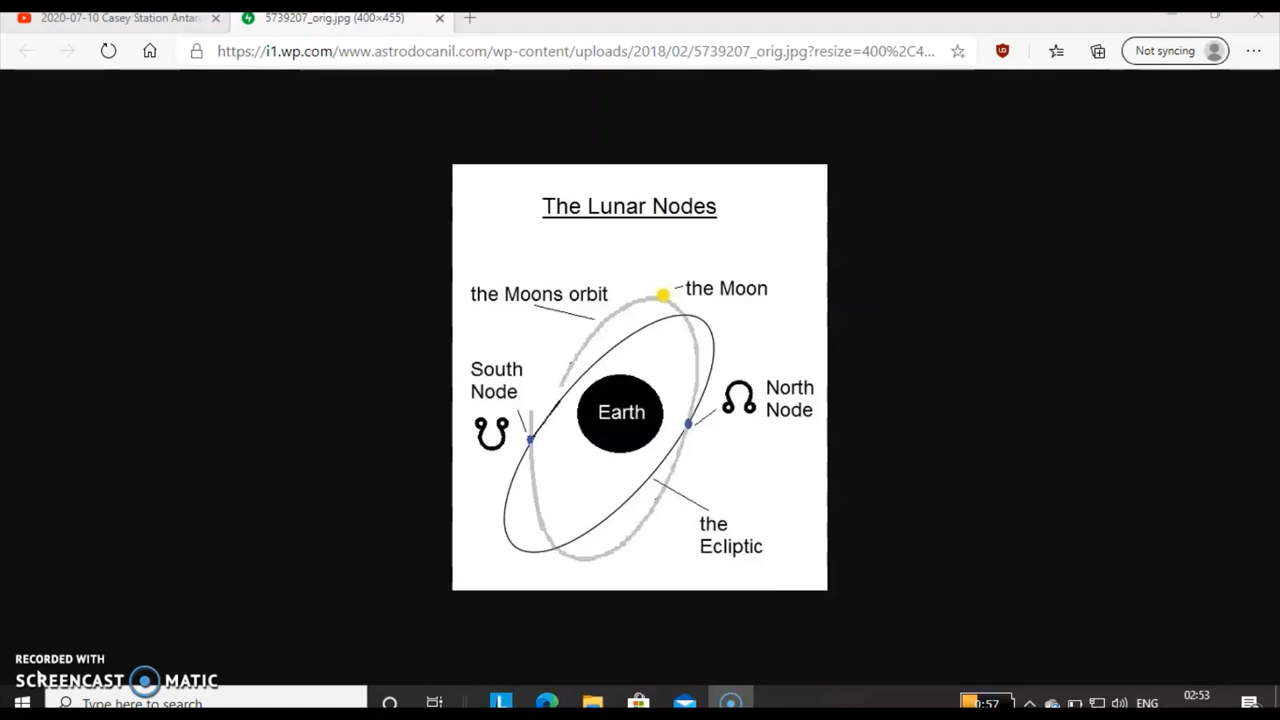 2020-07-10 Casey Station Antar
5739207_orig.jpg (400×455)
https://i1.wp.com/www.astrodocanil.com/wp-content/uploads/2018/02/5739207_orig.jpg?resize=400%2C4...
Not syncing
The Lunar Nodes
the Moons orbit
the Moon
South
Node
Earth
North
Node
the
Ecliptic
RECORDED WITH
SCREENCAST MATIC
Type here to search
0:57
ENG
02:53